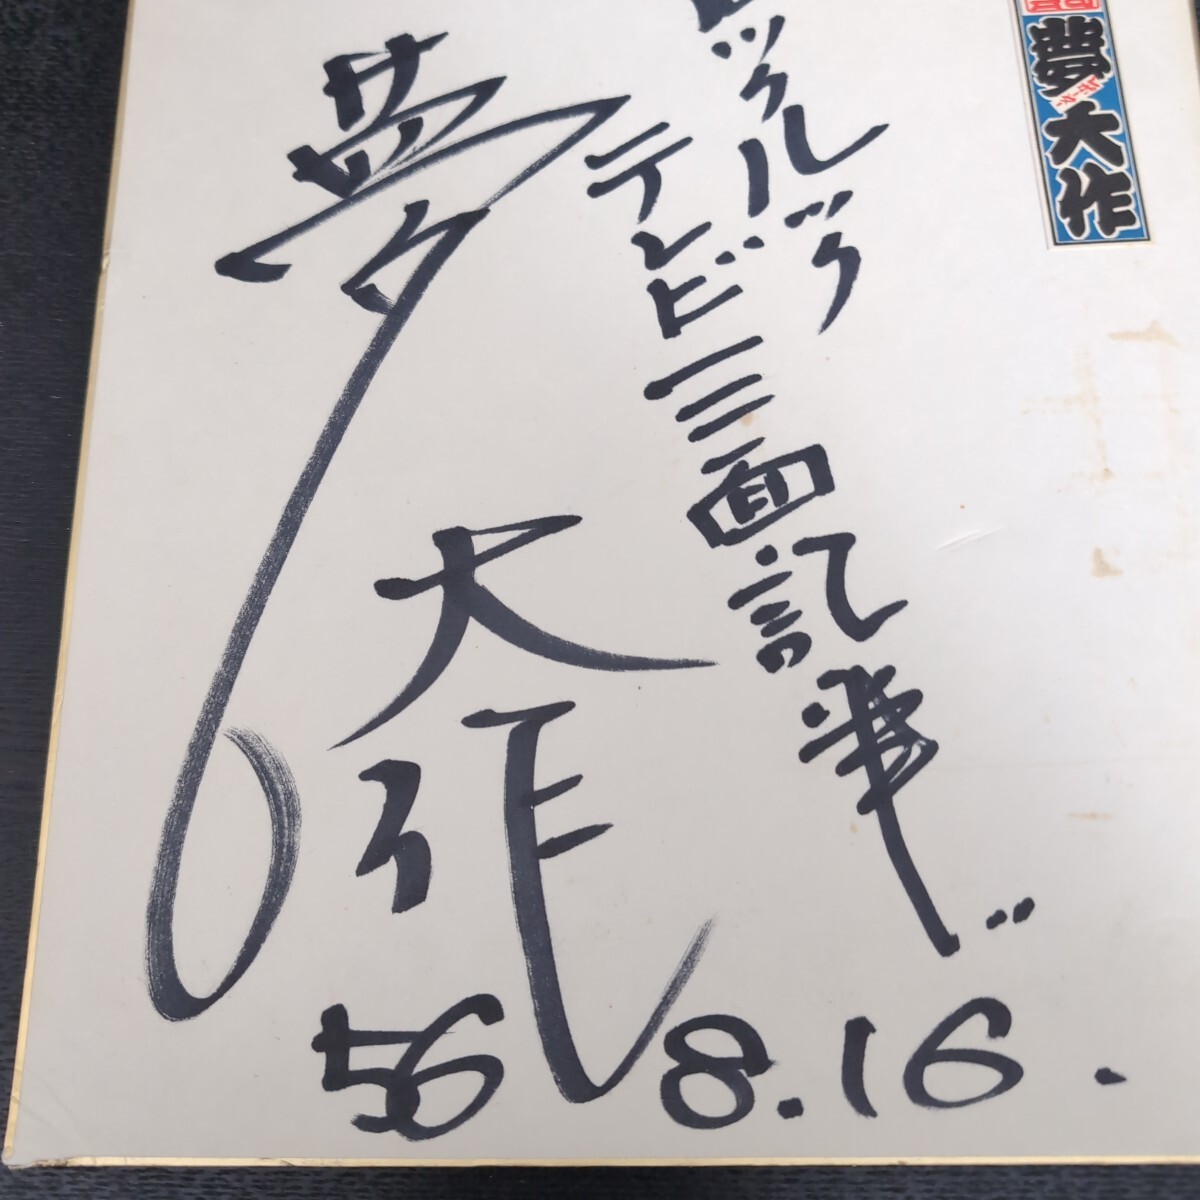 夢
大作
ックルック
テレビ三面記事
夢
大作
56 8.16.